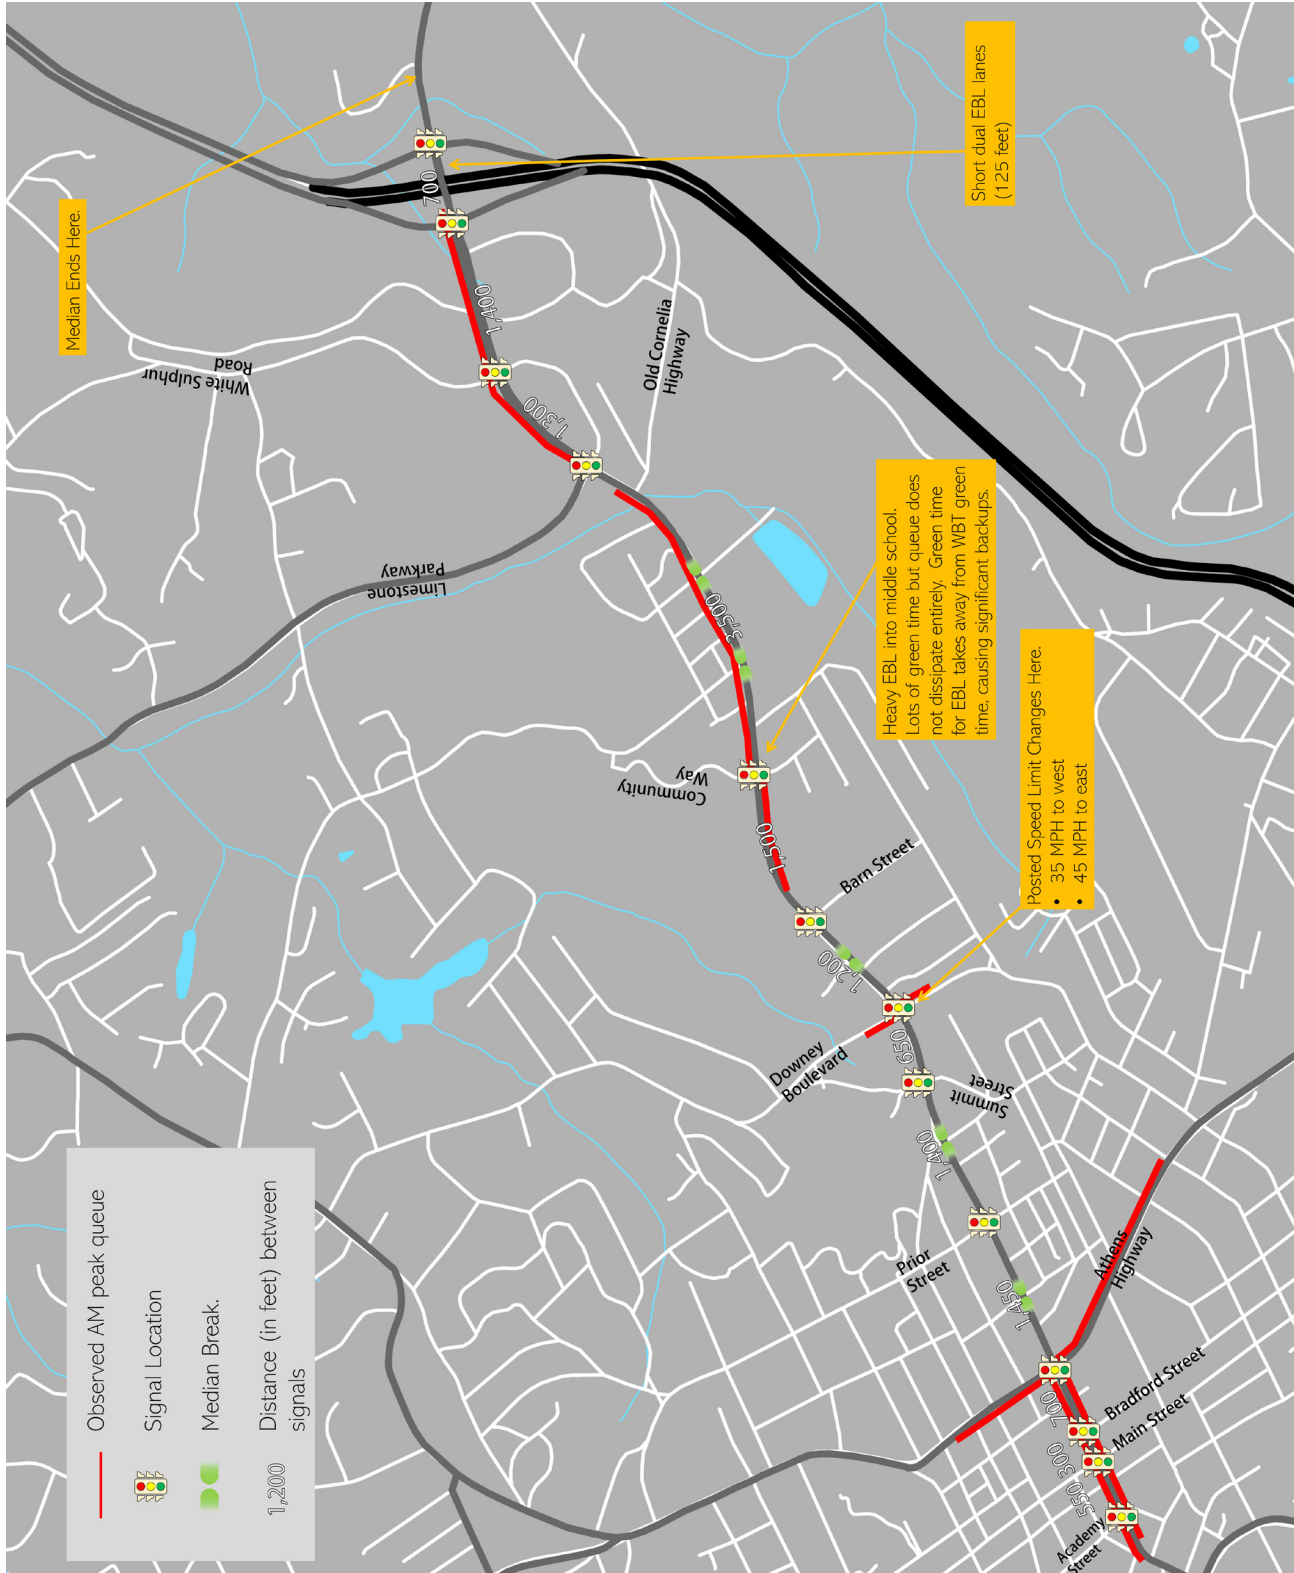 Median Ends Here.
Short dual EBL lanes
(125 feet)
White Sulphur
Road
Old Cornelia
Highway
Limestone
Parkway
Heavy EBL into middle school.
Lots of green time but queue does
not dissipate entirely.  Green time
for EBL takes away from WBT green
time, causing significant backups.
Posted Speed Limit Changes Here.
• 35 MPH to west
• 45 MPH to east
Community
Way
Barn Street
Downey
Boulevard
Summit
Street
Prior
Street
Athens
Highway
Bradford Street
Main Street
Academy
Street
700
1,400
1,300
3,500
1,500
1,200
650
1,400
1,450
700
300
550
Observed AM peak queue
Signal Location
Median Break.
1,200
Distance (in feet) between
signals